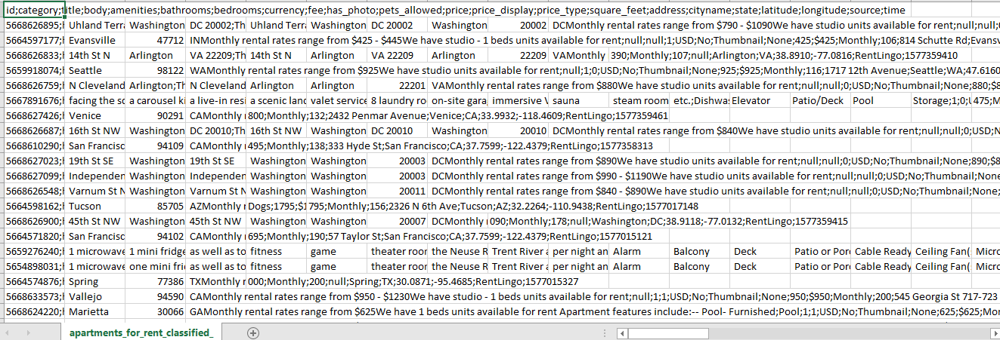 id;category;title;body;amenities;bathrooms;bedrooms;currency;fee;has_photo;pets_allowed;price;price_display;price_type;square_feet;address;cityname;state;latitude;longitude;source;time
5668626895; Uhland Terr Washington DC 20002;T Uhland Terr Washington DC 20002 Washington 20002 DCMonthly rental rates range from $790 - $1090We have studio units available for rent;null;null;
5664597177; Evansville 47712 INMonthly rental rates range from $425 - $445We have studio - 1 beds units available for rent;null;null;1;USD;No;Thumbnail;None;425;$425;Monthly;106;814 Schutte Rd;Evansv
5668626833; 14th St N Arlington VA 22209;Th 14th St N Arlington VA 22209 Arlington 22209 VAMonthly 390;Monthly;107;null;Arlington;VA;38.8910;-77.0816;RentLingo;1577359410
5659918074; Seattle 98122 WAMonthly rental rates range from $925We have studio units available for rent;null;1;0;USD;No;Thumbnail;None;925;$925;Monthly;116;1717 12th Avenue;Seattle;WA;47.6160
5668626759; N Cleveland Arlington;Th N Cleveland Arlington Arlington 22201 VAMonthly rental rates range from $880We have studio units available for rent;null;null;0;USD;No;Thumbnail;None;880;$8
5667891676; facing the sc a carousel ki a live-in resi a scenic land valet service 8 laundry ro on-site gara immersive V sauna steam room etc.;Dishwa Elevator Patio/Deck Pool Storage;1;0;U 475;M
5668627426; Venice 90291 CAMonthly 800;Monthly;132;2432 Penmar Avenue;Venice;CA;33.9932;-118.4609;RentLingo;1577359461
5668626687; 16th St NW Washington DC 20010;Th 16th St NW Washington DC 20010 Washington 20010 DCMonthly rental rates range from $840We have studio units available for rent;null;null;0;USD;N
5668610290; San Francisc 94109 CAMonthly 495;Monthly;138;333 Hyde St;San Francisco;CA;37.7599;-122.4379;RentLingo;1577358313
5668627023; 19th St SE Washington 19th St SE Washington Washington 20003 DCMonthly rental rates range from $890We have studio units available for rent;null;null;0;USD;No;Thumbnail;None;890;$8
5668627099; Independen Washington Independen Washington Washington 20003 DCMonthly rental rates range from $990 - $1190We have studio units available for rent;null;null;0;USD;No;Thumbnail;None
5668626548; Varnum St N Washington Varnum St N Washington Washington 20011 DCMonthly rental rates range from $840 - $890We have studio units available for rent;null;null;0;USD;No;Thumbnail;None;
5664598162; Tucson 85705 AZMonthly Dogs;1795;$1795;Monthly;156;2326 N 6th Ave;Tucson;AZ;32.2264;-110.9438;RentLingo;1577017148
5668626900; 45th St NW Washington 45th St NW Washington Washington 20007 DCMonthly 090;Monthly;178;null;Washington;DC;38.9118;-77.0132;RentLingo;1577359415
5664571820; San Francisc 94102 CAMonthly 695;Monthly;190;57 Taylor St;San Francisco;CA;37.7599;-122.4379;RentLingo;1577015121
5659276240; 1 microwave 1 mini fridge as well as to fitness game theater roor the Neuse R Trent River a per night an Alarm Balcony Deck Patio or Por Cable Ready Ceiling Fan( Micro
5654898031; 1 microwave one mini fri as well as to fitness game theater roor the Neuse R Trent River a per night an Alarm Balcony Deck Patio or Por Cable Ready Ceiling Fan( Micro
5664574876; Spring 77386 TXMonthly 000;Monthly;200;null;Spring;TX;30.0871;-95.4685;RentLingo;1577015327
5668633573; Vallejo 94590 CAMonthly rental rates range from $950 - $1230We have studio - 1 beds units available for rent;null;1;1;USD;No;Thumbnail;None;950;$950;Monthly;200;545 Georgia St 717-723
5668624220; Marietta 30066 GAMonthly rental rates range from $625We have 1 beds units available for rent Apartment features include:-- Pool- Furnished;Pool;1;1;USD;No;Thumbnail;None;625;$625;Mon
apartments_for_rent_classified_